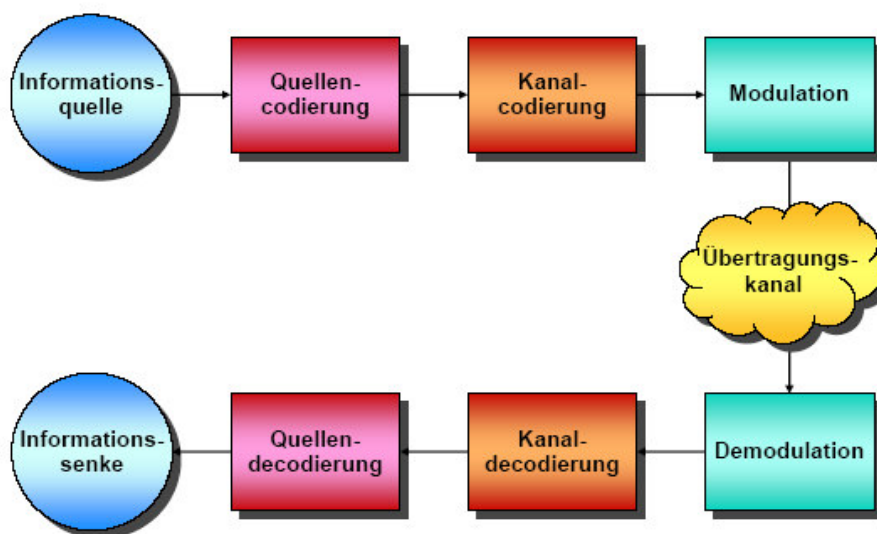 Informations-
quelle
Quellen-
codierung
Kanal-
codierung
Modulation
Übertragungs-
kanal
Informations-
senke
Quellen-
decodierung
Kanal-
decodierung
Demodulation